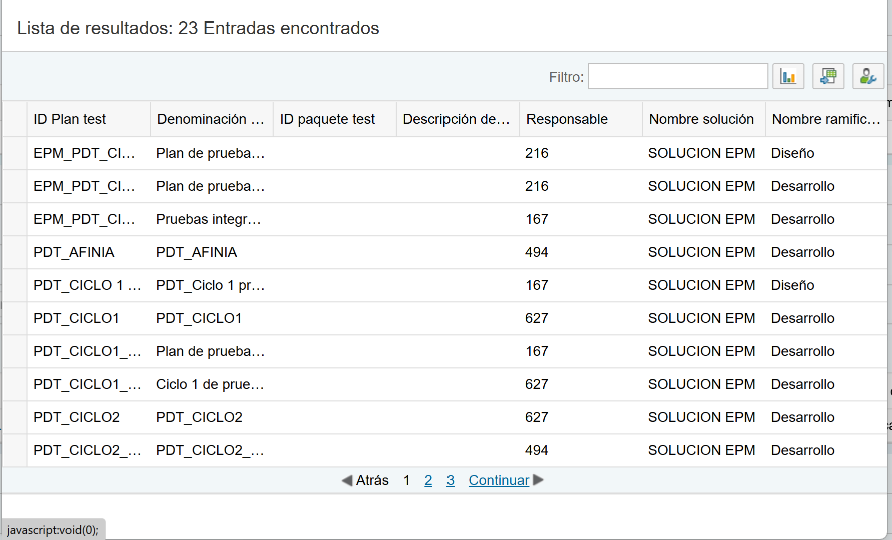 Lista de resultados: 23 Entradas encontrados
Filtro:
ID Plan test Denominación ... ID paquete test Descripción de... Responsable Nombre solución Nombre ramific...
EPM_PDT_CI... Plan de prueba... 216 SOLUCION EPM Diseño
EPM_PDT_CI... Plan de prueba... 216 SOLUCION EPM Desarrollo
EPM_PDT_CI... Pruebas integr... 167 SOLUCION EPM Desarrollo
PDT_AFINIA PDT_AFINIA 494 SOLUCION EPM Desarrollo
PDT_CICLO 1 ... PDT_Ciclo 1 pr... 167 SOLUCION EPM Diseño
PDT_CICLO1 PDT_CICLO1 627 SOLUCION EPM Desarrollo
PDT_CICLO1_... Plan de prueba... 167 SOLUCION EPM Desarrollo
PDT_CICLO1_... Ciclo 1 de prue... 627 SOLUCION EPM Desarrollo
PDT_CICLO2 PDT_CICLO2 627 SOLUCION EPM Desarrollo
PDT_CICLO2_... PDT_CICLO2_... 494 SOLUCION EPM Desarrollo
Atrás 1 2 3 Continuar
javascript:void(0);